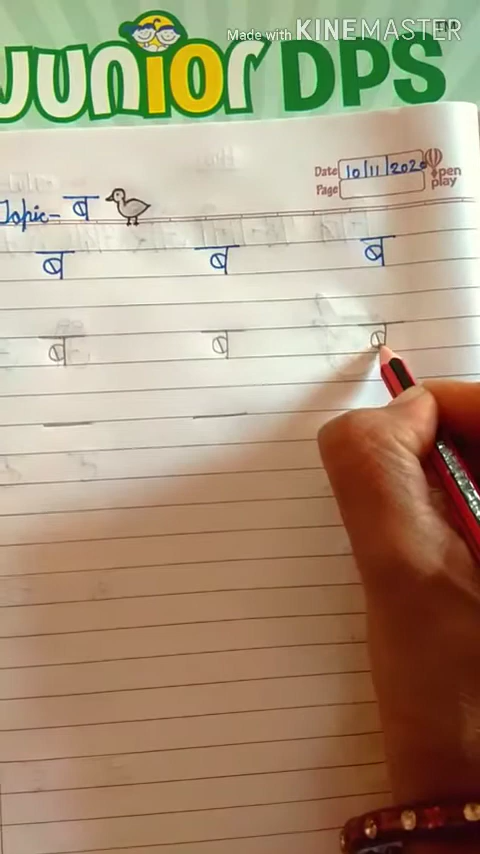 Made with KINEMASTER
JUNIOR DPS
Date 10/11/2020
Page
open play
Topic- ब
ब ब ब
ब ब ब